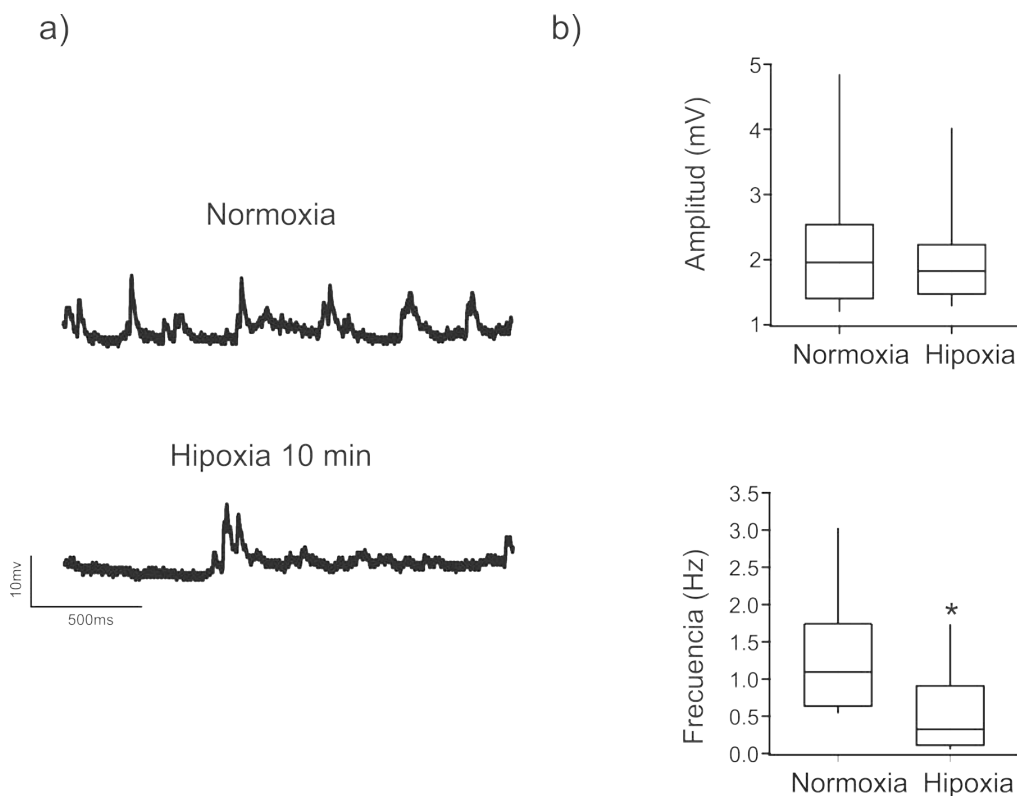 a)
Normoxia
Hipoxia 10 min
10mv
500ms
b)
Amplitud (mV)
5
4
3
2
1
Normoxia Hipoxia
Frecuencia (Hz)
3.5
3.0
2.5
2.0
1.5
1.0
0.5
0.0
*
Normoxia Hipoxia